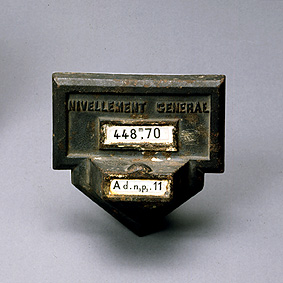 NIVELLEMENT GENERAL
448m.70
A d.n,p,. 11